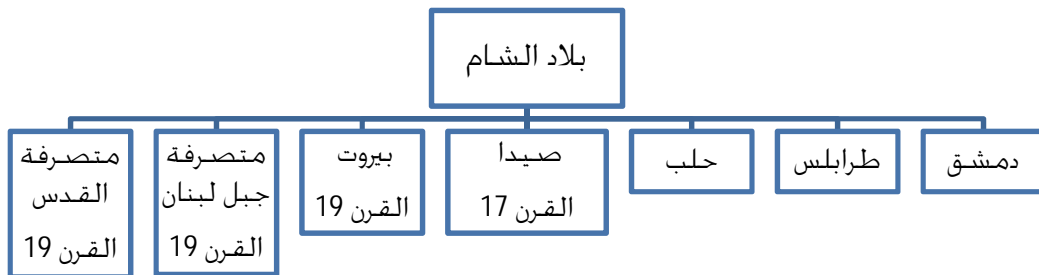 بلاد الشام
دمشق
طرابلس
حلب
صيدا
القرن 17
بيروت
القرن 19
متصرفة
جبل لبنان
القرن 19
متصرفة
القدس
القرن 19